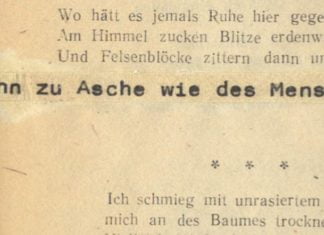 Wo hätt es jemals Ruhe hier gege
Am Himmel zucken Blitze erdenw
Und Felsenblöcke zittern dann u
nn zu Asche wie des Mens
* * *
Ich schmieg mit unrasiertem
mich an des Baumes trockne